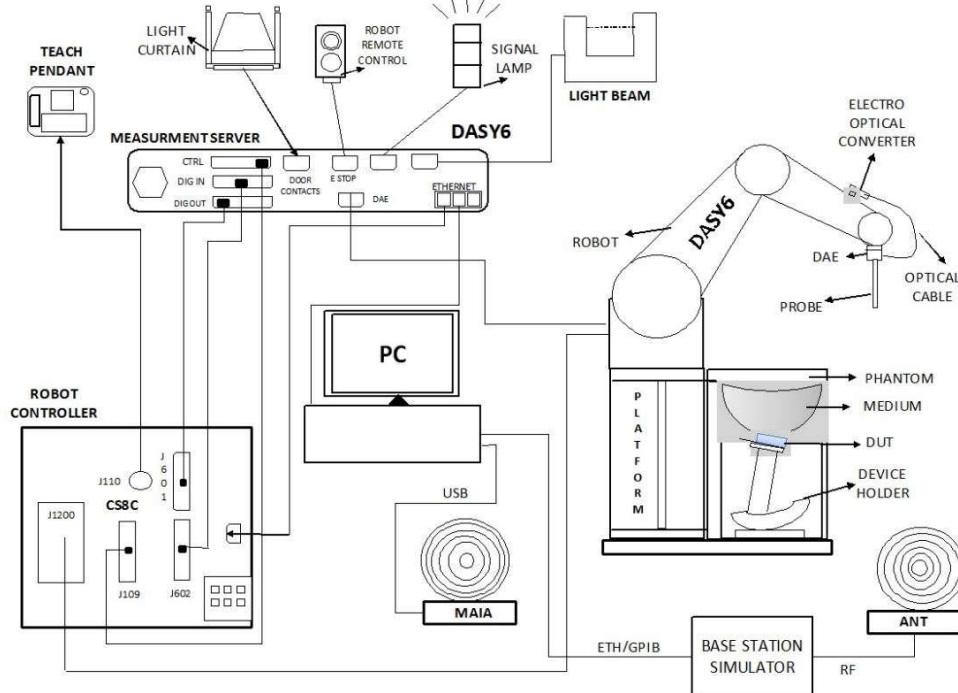 LIGHT
CURTAIN
ROBOT
REMOTE
CONTROL
SIGNAL
LAMP
LIGHT BEAM
TEACH
PENDANT
MEASURMENT SERVER
DASY6
CTRL
DIG IN
DIG OUT
DOOR
CONTACTS
E STOP
DAE
ETHERNET
ELECTRO
OPTICAL
CONVERTER
ROBOT
DASY6
DAE
OPTICAL
CABLE
PROBE
PC
PLATFORM
PHANTOM
MEDIUM
DUT
DEVICE
HOLDER
ROBOT
CONTROLLER
J110
J601
CS8C
J1200
J109
J602
USB
MAIA
ANT
ETH/GPIB
BASE STATION
SIMULATOR
RF